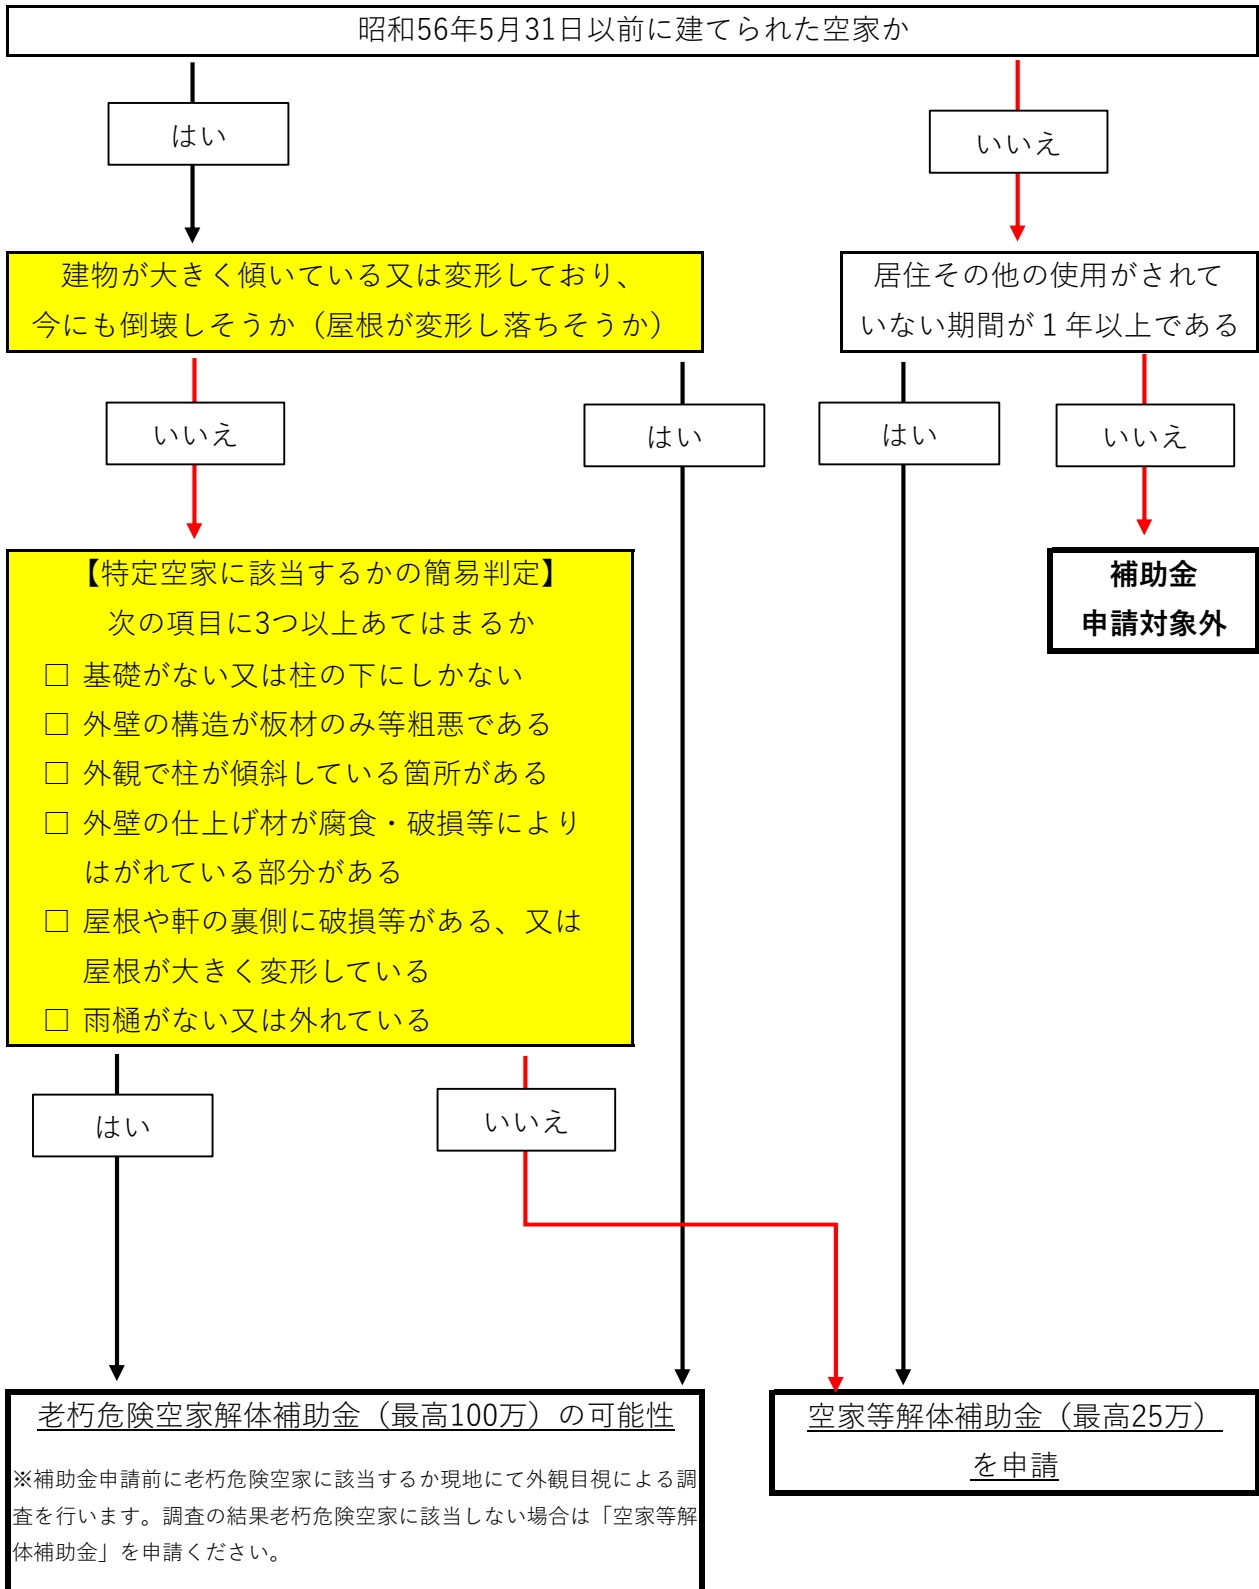 昭和56年5月31日以前に建てられた空家か
はい
いいえ
建物が大きく傾いている又は変形しており、
今にも倒壊しそうか（屋根が変形し落ちそうか）
居住その他の使用がされて
いない期間が１年以上である
いいえ
はい
はい
いいえ
【特定空家に該当するかの簡易判定】
次の項目に3つ以上あてはまるか
□ 基礎がない又は柱の下にしかない
□ 外壁の構造が板材のみ等粗悪である
□ 外観で柱が傾斜している箇所がある
□ 外壁の仕上げ材が腐食・破損等により
はがれている部分がある
□ 屋根や軒の裏側に破損等がある、又は
屋根が大きく変形している
□ 雨樋がない又は外れている
補助金
申請対象外
はい
いいえ
老朽危険空家解体補助金（最高100万）の可能性
※補助金申請前に老朽危険空家に該当するか現地にて外観目視による調
査を行います。調査の結果老朽危険空家に該当しない場合は「空家等解
体補助金」を申請ください。
空家等解体補助金（最高25万）
を申請